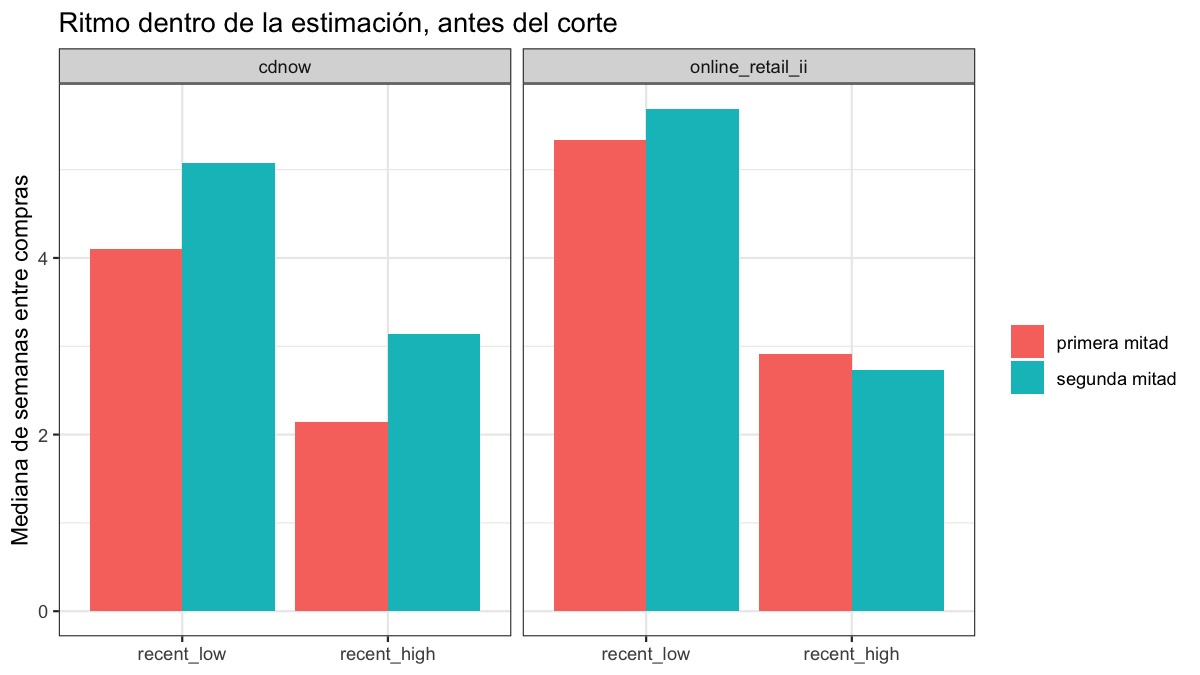 Ritmo dentro de la estimación, antes del corte
cdnow
online_retail_ii
Mediana de semanas entre compras
4
2
0
recent_low
recent_high
recent_low
recent_high
primera mitad
segunda mitad